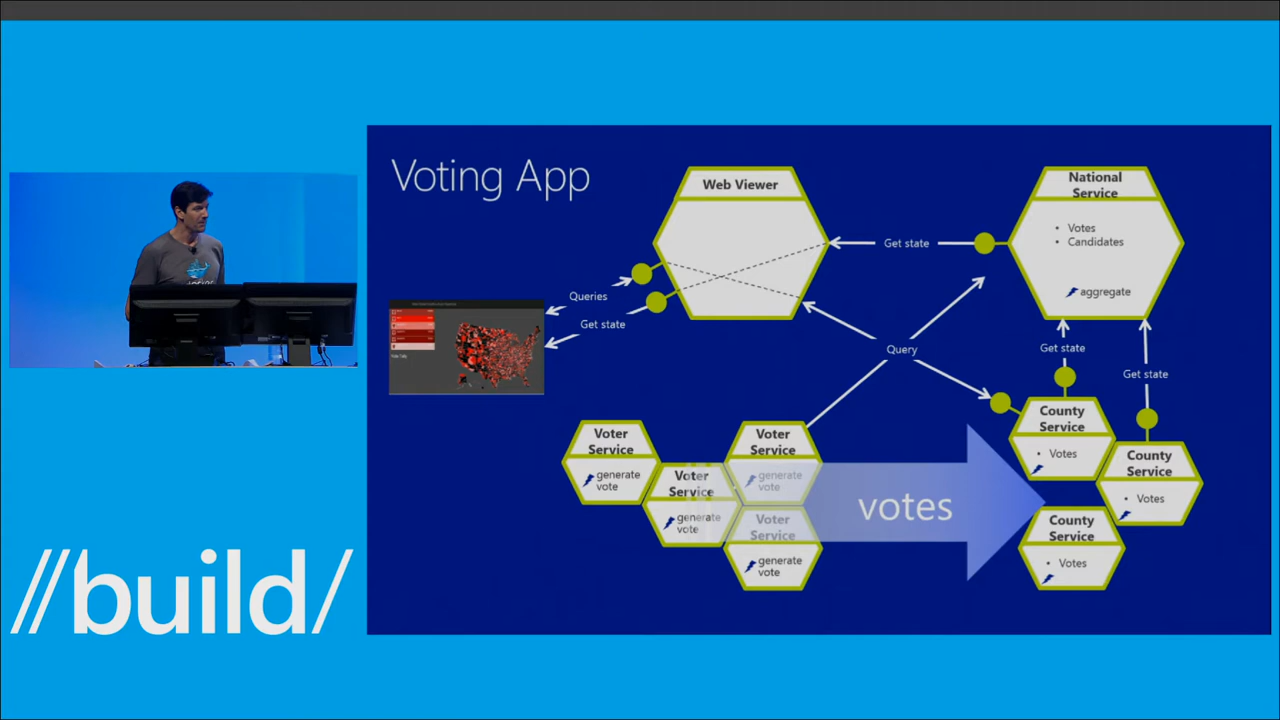 Voting App
Web Viewer
National
Service
• Votes
• Candidates
aggregate
Get state
Queries
Get state
Query
Get state
Get state
County
Service
• Votes
County
Service
• Votes
County
Service
• Votes
Voter
Service
generate
vote
Voter
Service
generate
vote
Voter
Service
generate
vote
Voter
Service
generate
vote
votes
//build/